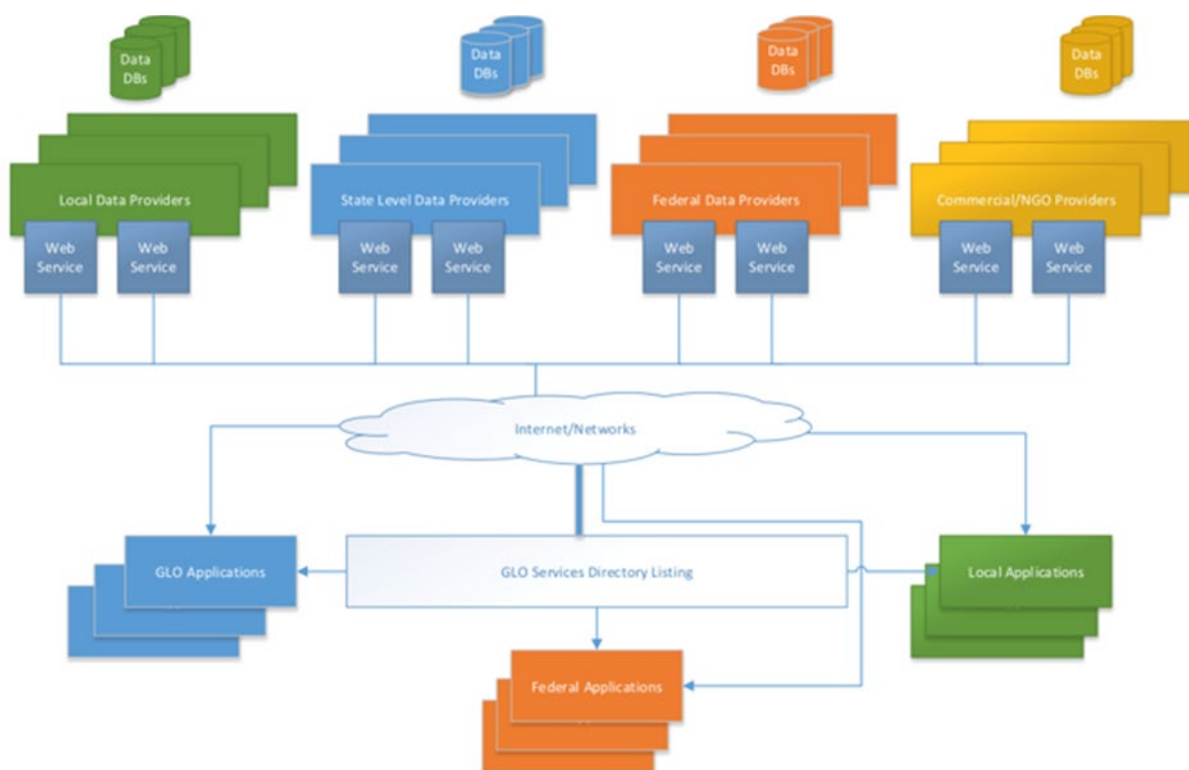 Data
DBs
Data
DBs
Data
DBs
Data
DBs
Local Data Providers
State Level Data Providers
Federal Data Providers
Commercial/NGO Providers
Web
Service
Web
Service
Web
Service
Web
Service
Web
Service
Web
Service
Web
Service
Web
Service
Internet/Networks
GLO Applications
GLO Services Directory Listing
Local Applications
Federal Applications